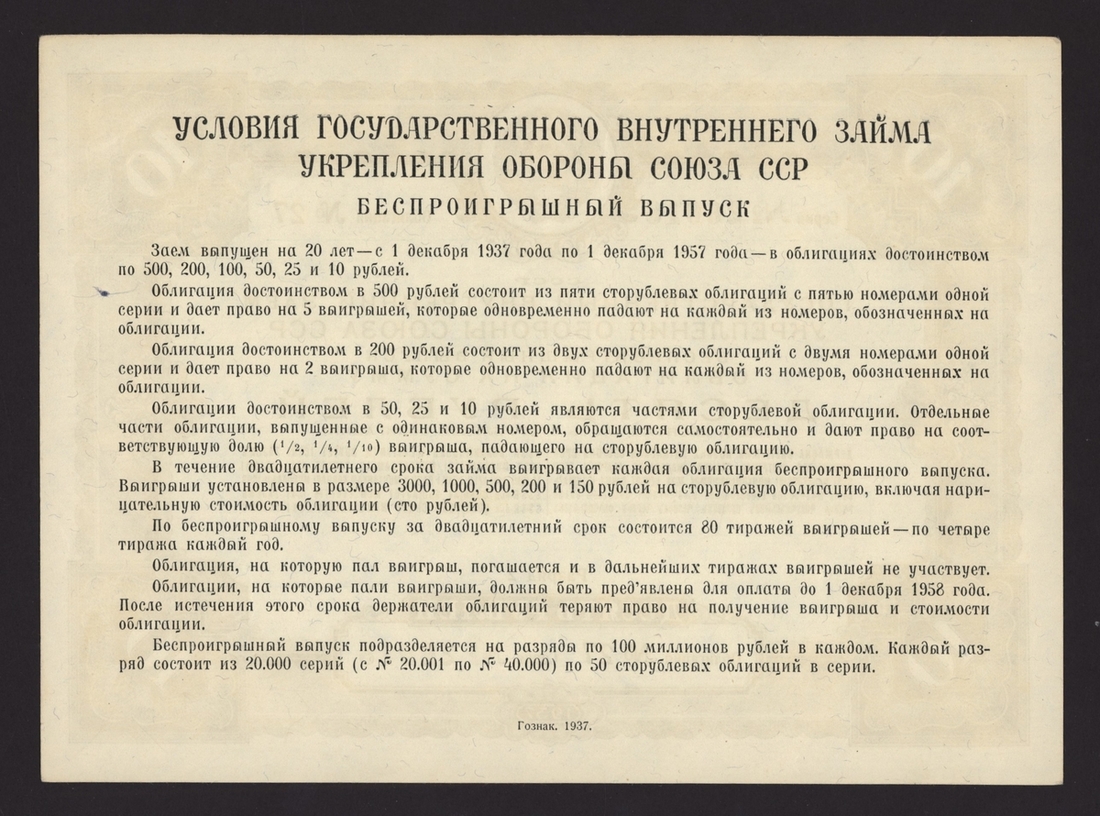 УСЛОВИЯ ГОСУДАРСТВЕННОГО ВНУТРЕННЕГО ЗАЙМА
УКРЕПЛЕНИЯ ОБОРОНЫ СОЮЗА ССР
БЕСПРОИГРЫШНЫЙ ВЫПУСК
Заем выпущен на 20 лет—с 1 декабря 1937 года по 1 декабря 1957 года—в облигациях достоинством
по 500, 200, 100, 50, 25 и 10 рублей.
Облигация достоинством в 500 рублей состоит из пяти сторублевых облигаций с пятью номерами одной
серии и дает право на 5 выигрышей, которые одновременно падают на каждый из номеров, обозначенных на
облигации.
Облигация достоинством в 200 рублей состоит из двух сторублевых облигаций с двумя номерами одной
серии и дает право на 2 выигрыша, которые одновременно падают на каждый из номеров, обозначенных на
облигации.
Облигации достоинством в 50, 25 и 10 рублей являются частями сторублевой облигации. Отдельные
части облигации, выпущенные с одинаковым номером, обращаются самостоятельно и дают право на соот-
ветствующую долю (1/2, 1/4, 1/10) выигрыша, падающего на сторублевую облигацию.
В течение двадцатилетнего срока займа выигрывает каждая облигация беспроигрышного выпуска.
Выигрыши установлены в размере 3000, 1000, 500, 200 и 150 рублей на сторублевую облигацию, включая нари-
цательную стоимость облигации (сто рублей).
По беспроигрышному выпуску за двадцатилетний срок состоится 80 тиражей выигрышей—по четыре
тиража каждый год.
Облигация, на которую пал выигрыш, погашается и в дальнейших тиражах выигрышей не участвует.
Облигации, на которые пали выигрыши, должны быть пред'явлены для оплаты до 1 декабря 1958 года.
После истечения этого срока держатели облигаций теряют право на получение выигрыша и стоимости
облигации.
Беспроигрышный выпуск подразделяется на разряды по 100 миллионов рублей в каждом. Каждый раз-
ряд состоит из 20.000 серий (с № 20.001 по № 40.000) по 50 сторублевых облигаций в серии.
Гознак. 1937.